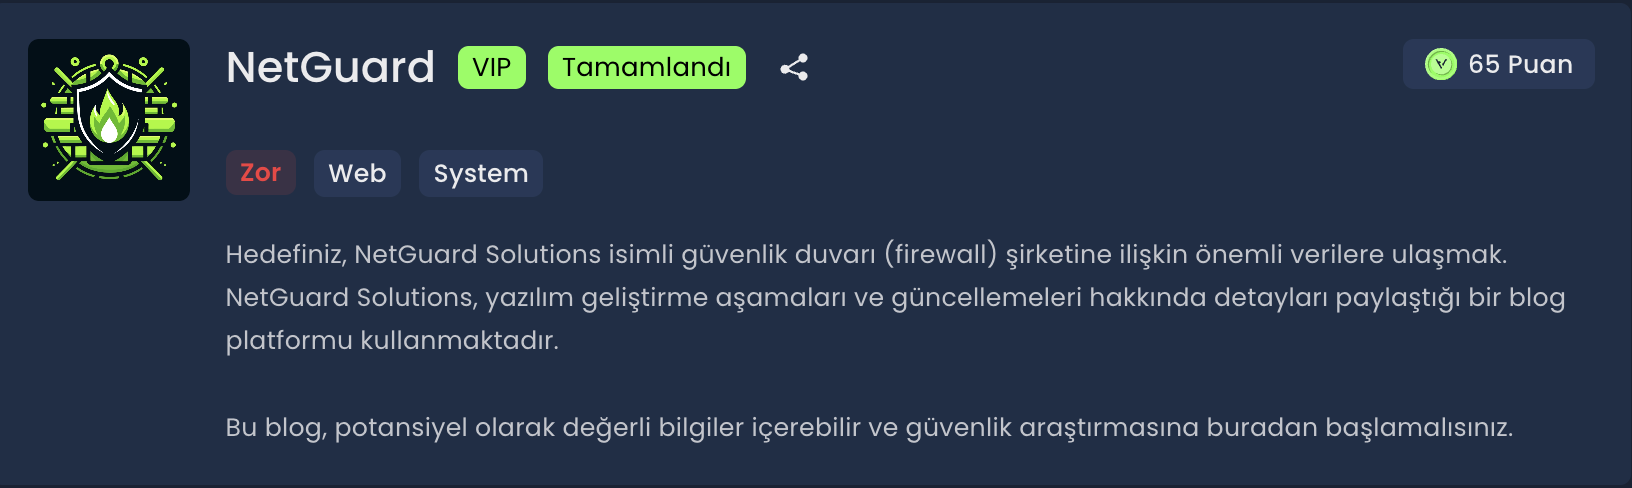 NetGuard VIP Tamamlandı 65 Puan
Zor Web System
Hedefiniz, NetGuard Solutions isimli güvenlik duvarı (firewall) şirketine ilişkin önemli verilere ulaşmak.
NetGuard Solutions, yazılım geliştirme aşamaları ve güncellemeleri hakkında detayları paylaştığı bir blog
platformu kullanmaktadır.
Bu blog, potansiyel olarak değerli bilgiler içerebilir ve güvenlik araştırmasına buradan başlamalısınız.